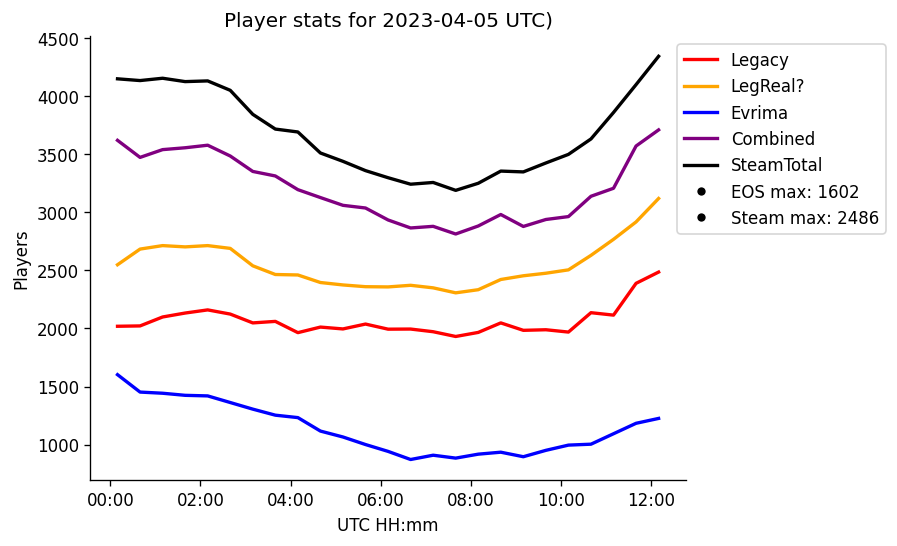 Player stats for 2023-04-05 UTC)
4500
4000
3500
3000
2500
2000
1500
1000
Players
00:00 02:00 04:00 06:00 08:00 10:00 12:00
UTC HH:mm
Legacy
LegReal?
Evrima
Combined
SteamTotal
EOS max: 1602
Steam max: 2486